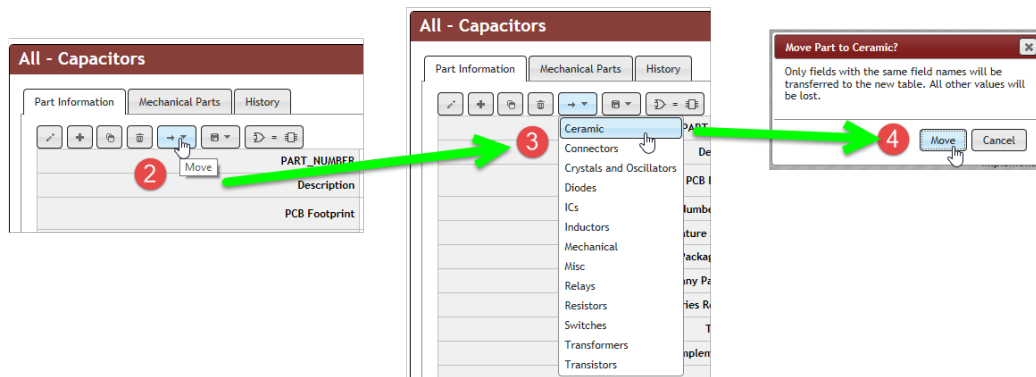 All - Capacitors
Part Information
Mechanical Parts
History
2
Move
PART_NUMBER
Description
PCB Footprint
All - Capacitors
Part Information
Mechanical Parts
History
3
Ceramic
Connectors
Crystals and Oscillators
Diodes
ICs
Inductors
Mechanical
Misc
Relays
Resistors
Switches
Transformers
Transistors
Move Part to Ceramic?
Only fields with the same field names will be
transferred to the new table. All other values will
be lost.
4
Move
Cancel